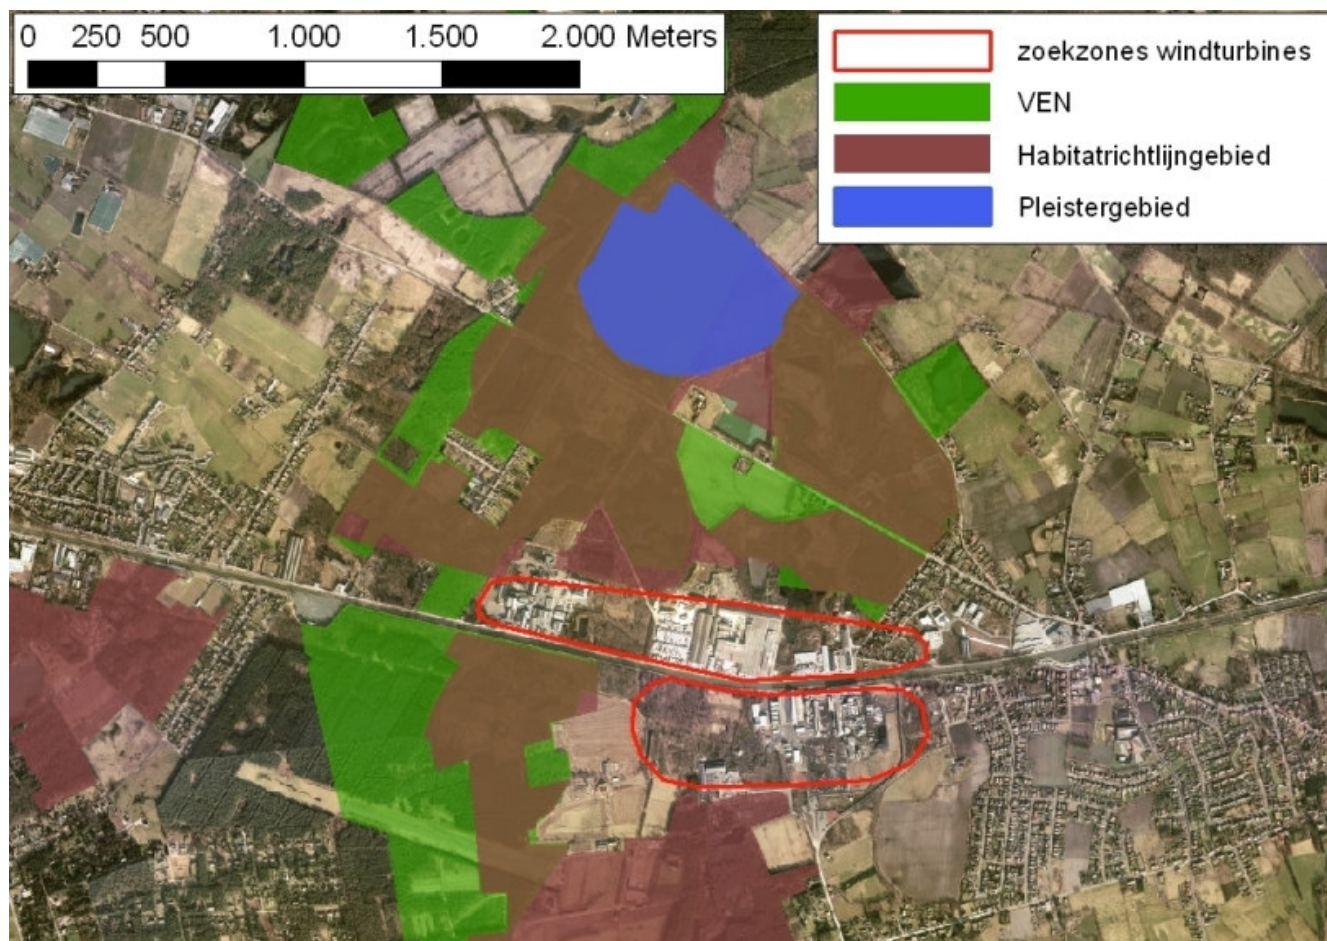 0 250 500 1.000 1.500 2.000 Meters
zoekzones windturbines
VEN
Habitatrichtlijngebied
Pleistergebied